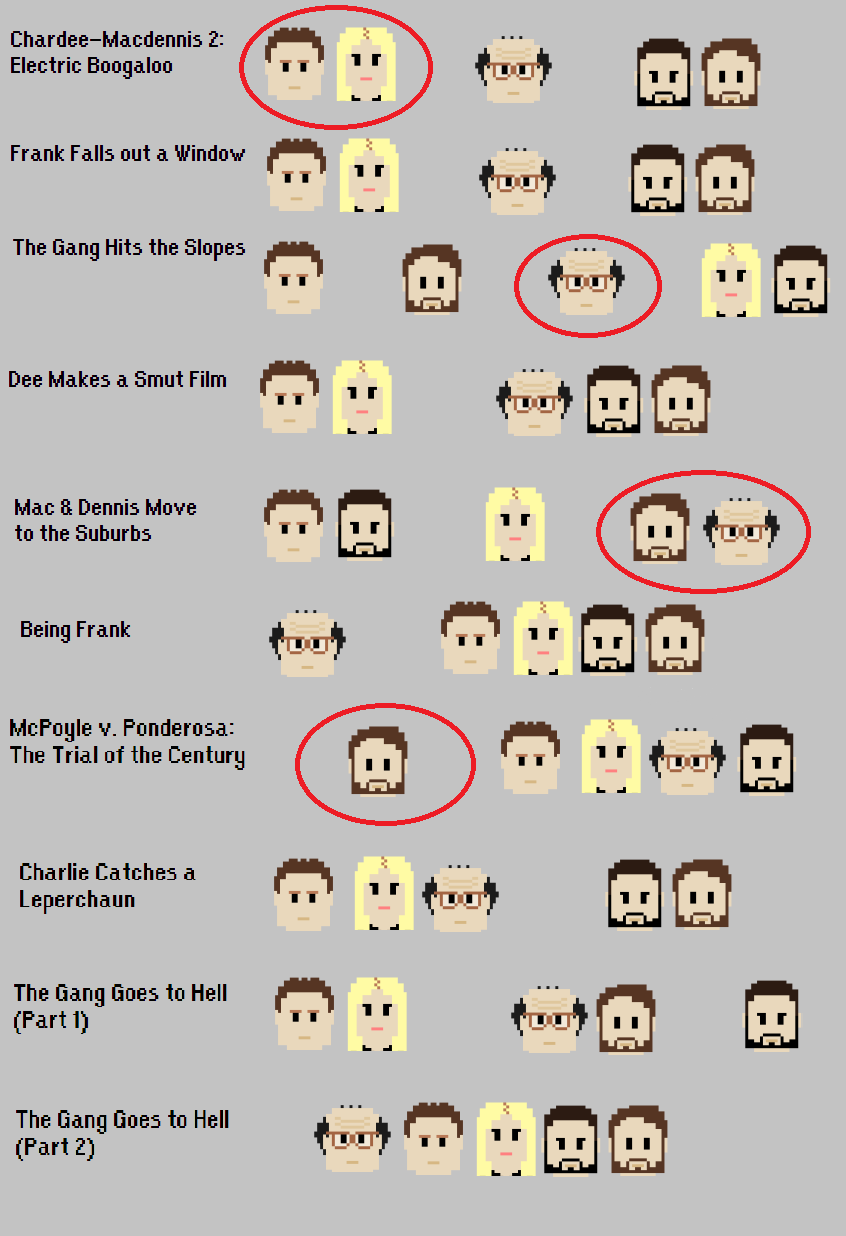 Chardee-Macdennis 2:
Electric Boogaloo
Frank Falls out a Window
The Gang Hits the Slopes
Dee Makes a Smut Film
Mac & Dennis Move
to the Suburbs
Being Frank
McPoyle v. Ponderosa:
The Trial of the Century
Charlie Catches a
Leperchaun
The Gang Goes to Hell
(Part 1)
The Gang Goes to Hell
(Part 2)